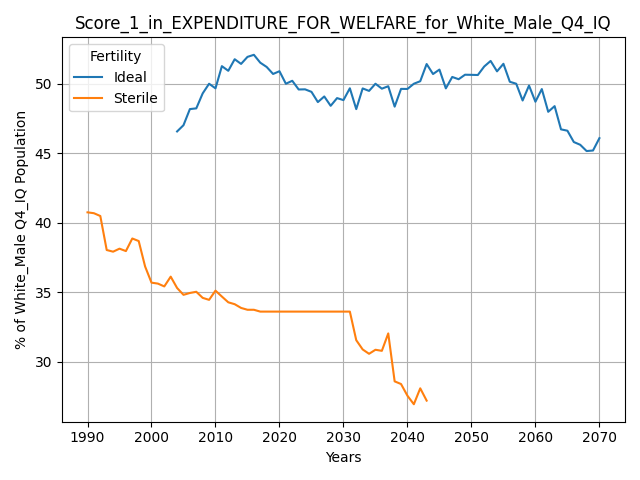 Score_1_in_EXPENDITURE_FOR_WELFARE_for_White_Male_Q4_IQ
Fertility
Ideal
Sterile
% of White_Male Q4_IQ Population
50
45
40
35
30
1990 2000 2010 2020 2030 2040 2050 2060 2070
Years